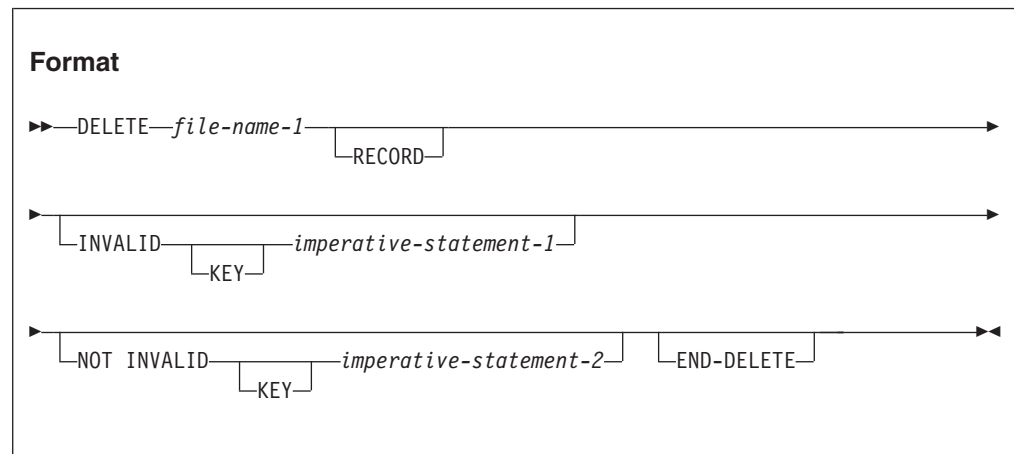 Format
DELETE file-name-1
RECORD
INVALID imperative-statement-1
KEY
NOT INVALID imperative-statement-2 END-DELETE
KEY